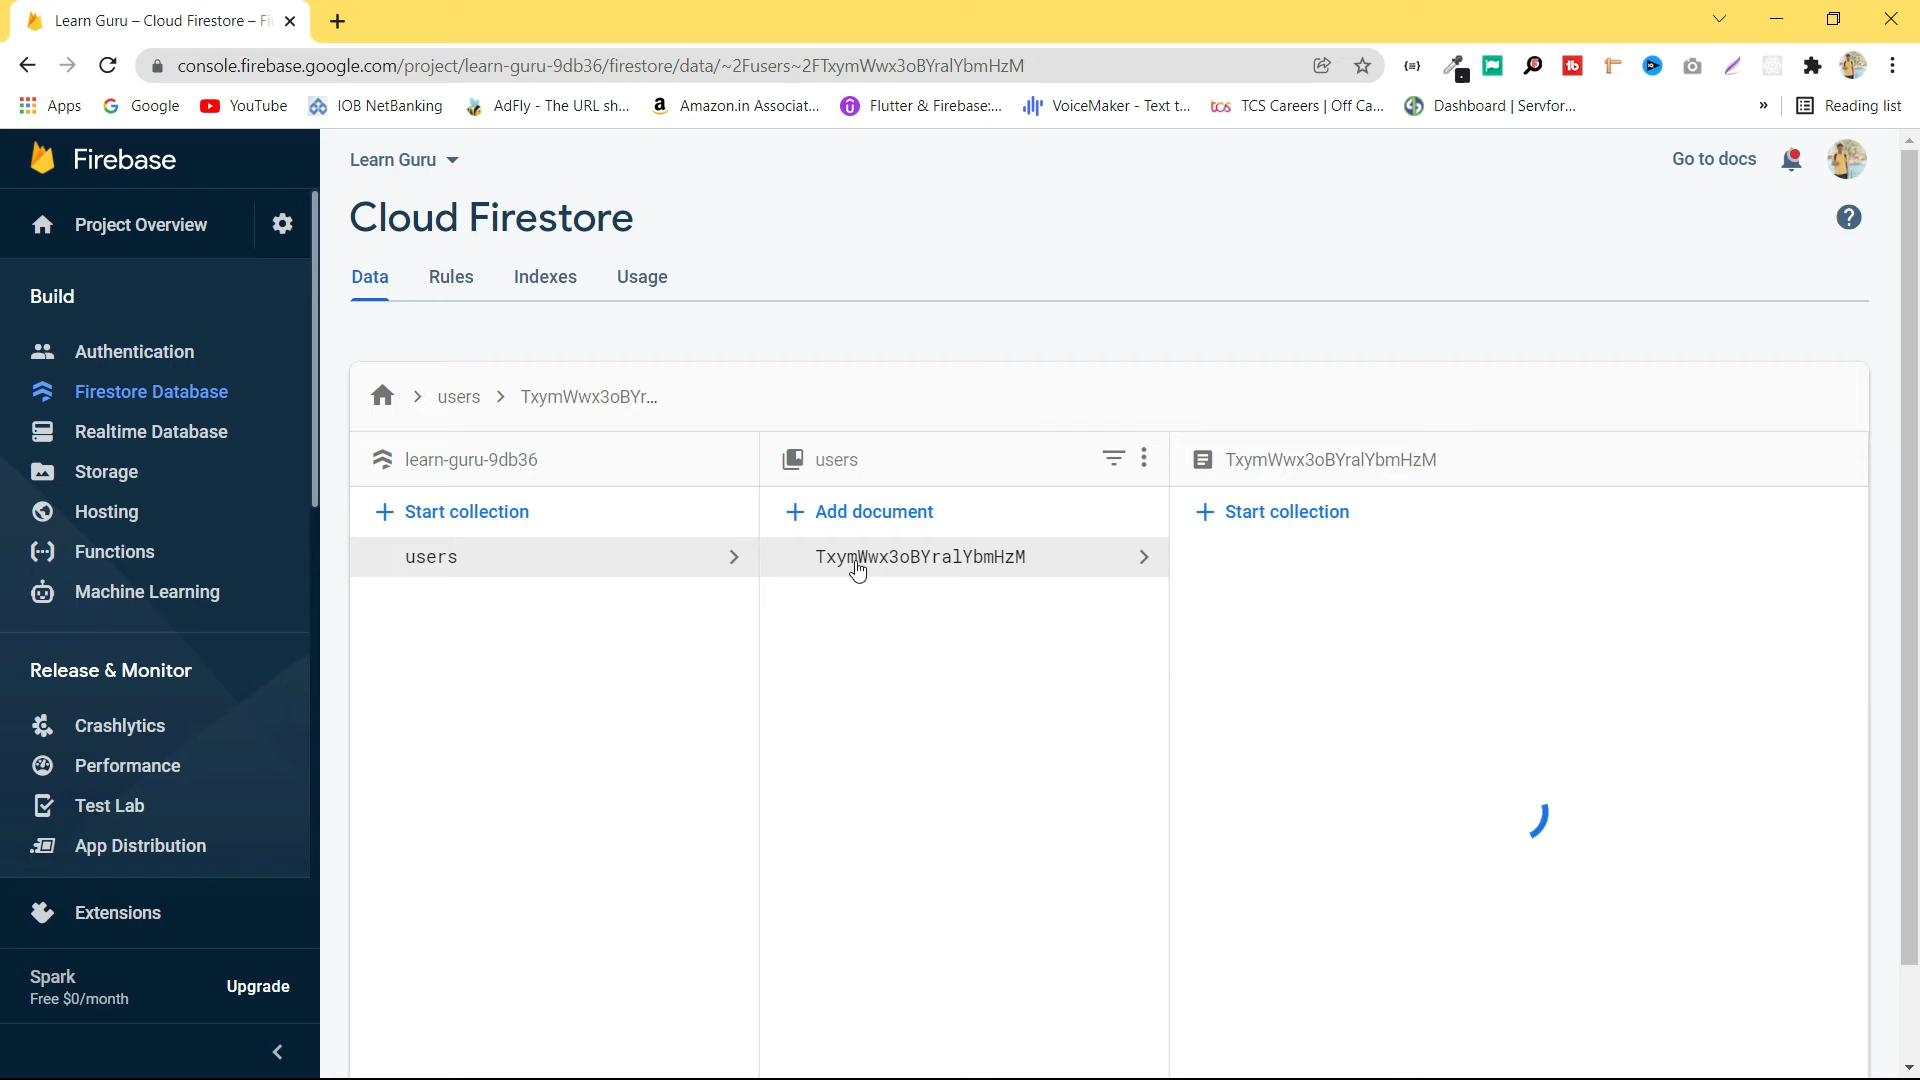 Learn Guru – Cloud Firestore – Fi
console.firebase.google.com/project/learn-guru-9db36/firestore/data/~2Fusers~2FTxymWwx3oBYralYbmHzM
Apps
Google
YouTube
IOB NetBanking
AdFly - The URL sh...
Amazon.in Associat...
Flutter & Firebase:...
VoiceMaker - Text t...
TCS Careers | Off Ca...
Dashboard | Servfor...
»
Reading list
Firebase
Project Overview
Build
Authentication
Firestore Database
Realtime Database
Storage
Hosting
Functions
Machine Learning
Release & Monitor
Crashlytics
Performance
Test Lab
App Distribution
Extensions
Spark
Free $0/month
Upgrade
Learn Guru
Go to docs
Cloud Firestore
Data
Rules
Indexes
Usage
users
TxymWwx3oBYr...
learn-guru-9db36
users
TxymWwx3oBYralYbmHzM
+ Start collection
+ Add document
+ Start collection
users
TxymWwx3oBYralYbmHzM